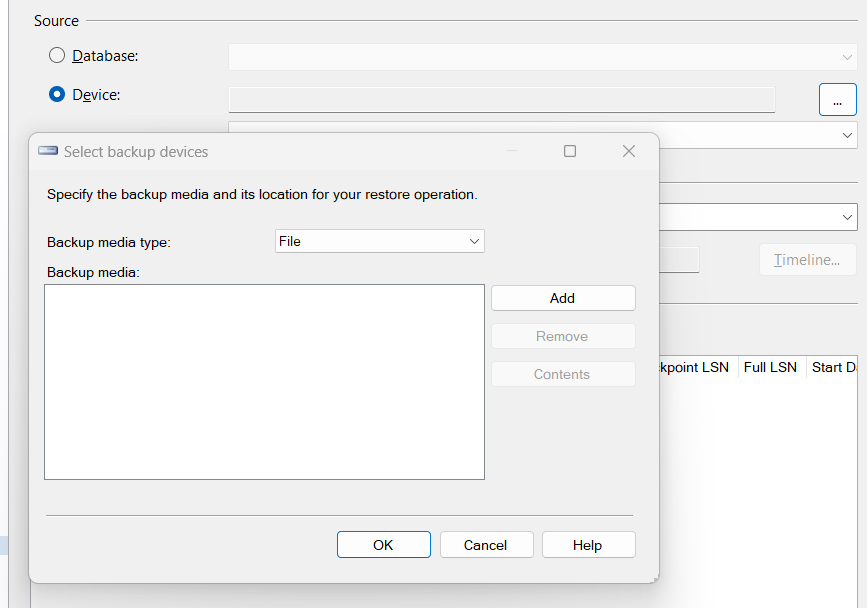 Source
Database:
Device:
...
Select backup devices
Specify the backup media and its location for your restore operation.
Backup media type:
File
Backup media:
Add
Remove
Contents
OK
Cancel
Help
Timeline...
kpoint LSN
Full LSN
Start D